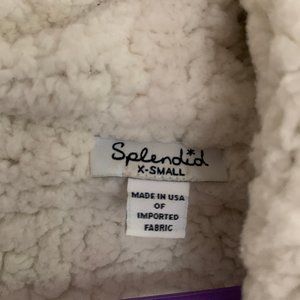 Splendid
X-SMALL
MADE IN USA
OF
IMPORTED
FABRIC